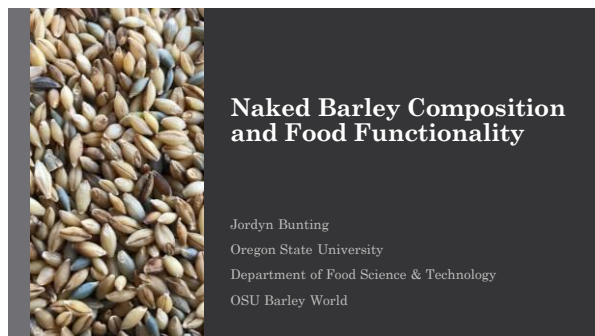 Naked Barley Composition
and Food Functionality
Jordyn Bunting
Oregon State University
Department of Food Science & Technology
OSU Barley World